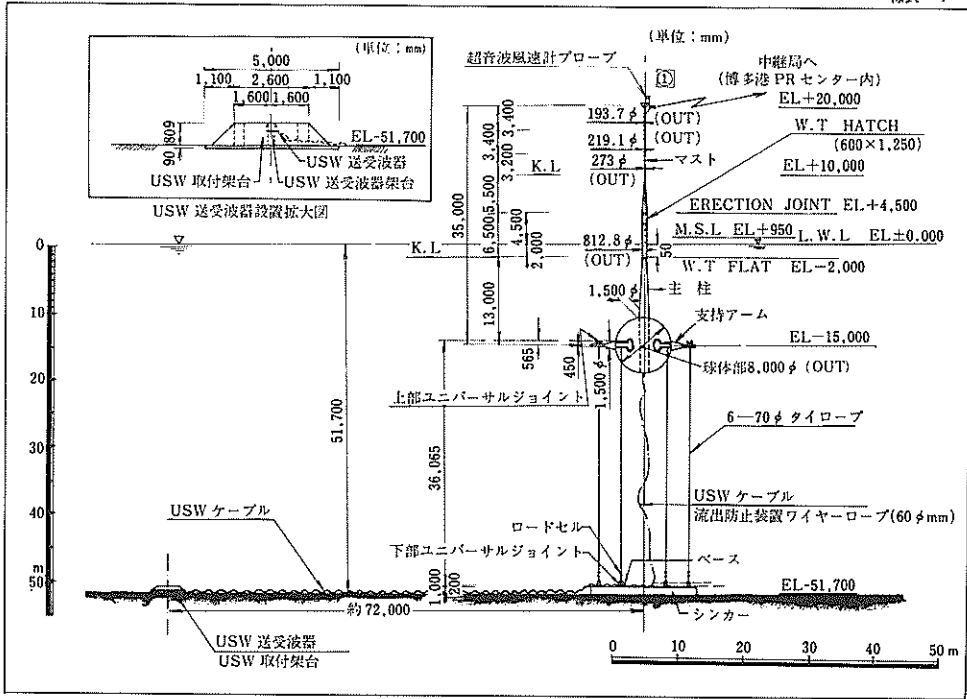 (単位：mm)
5,000
1,100 2,600 1,100
1,600 1,600
809
90
EL-51,700
USW 送受波器
USW 取付架台 USW 送受波器架台
USW 送受波器設置拡大図
(単位：mm)
超音波風速計プローブ
1
中継局へ
(博多港 PR センター内)
EL+20,000
193.7φ (OUT)
219.1φ (OUT)
273φ
(OUT)
マスト
W.T HATCH
(600×1,250)
EL+10,000
K.L
3,400
3,400
3,200
5,500
6,500
4,500
2,000
35,000
13,000
ERECTION JOINT EL+4,500
M.S.L EL+950 L.W.L EL±0.000
K.L
812.8φ
(OUT)
50
W.T FLAT EL-2,000
1,500φ
主 柱
支持アーム
EL-15,000
球体部8,000φ (OUT)
565
450
1,500φ
上部ユニバーサルジョイント
6—70φ タイロープ
51,700
36,065
USW ケーブル
流出防止装置ワイヤーロープ(60φmm)
USW ケーブル
ロードセル
下部ユニバーサルジョイント
ベース
1,000
200
EL-51,700
シンカー
約72,000
USW 送受波器
USW 取付架台
0
10
20
30
40
m
50
0 10 20 30 40 50 m